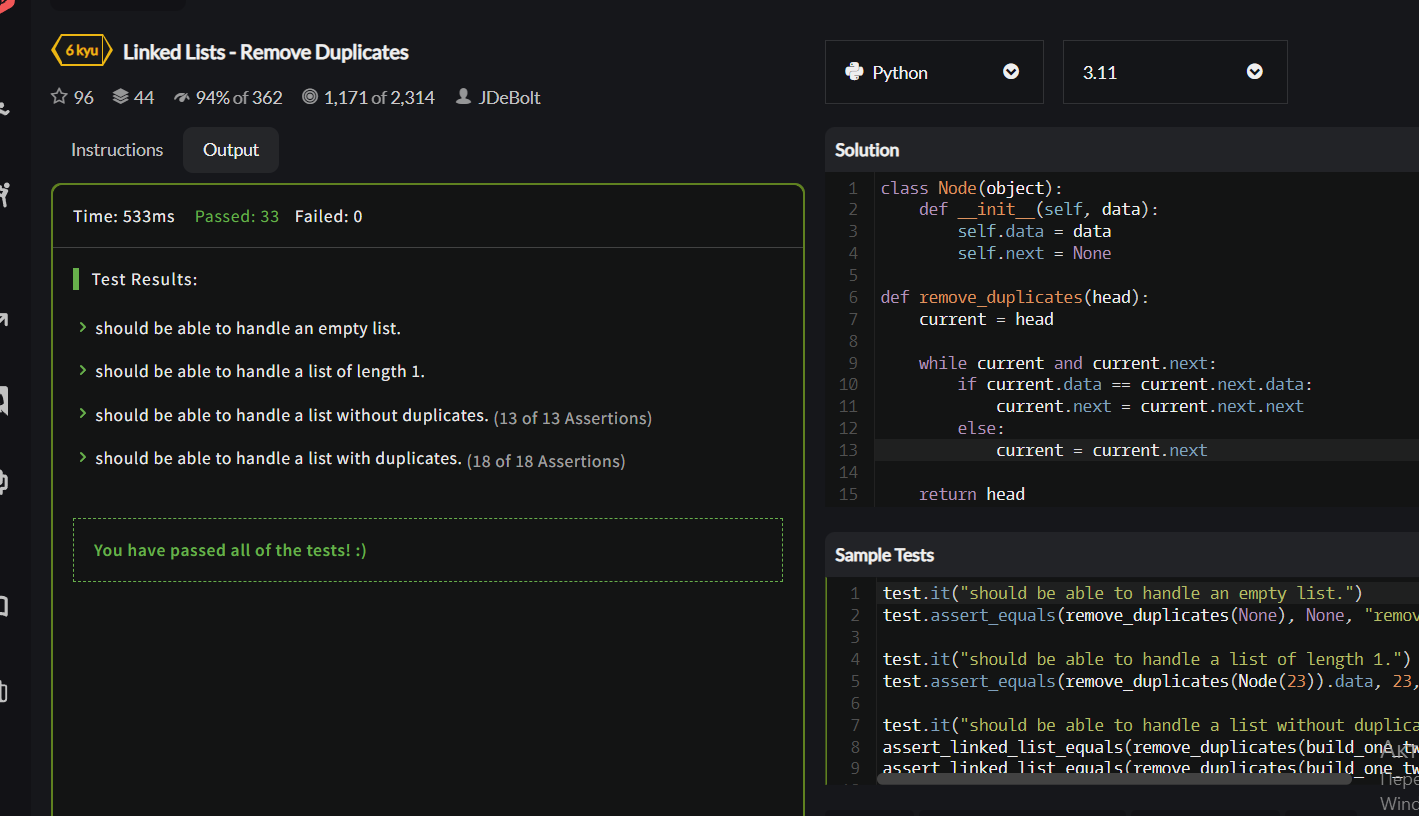 6 kyu Linked Lists - Remove Duplicates
96 44 94% of 362 1,171 of 2,314 JDeBolt
Instructions Output
Time: 533ms Passed: 33 Failed: 0
Test Results:
should be able to handle an empty list.
should be able to handle a list of length 1.
should be able to handle a list without duplicates. (13 of 13 Assertions)
should be able to handle a list with duplicates. (18 of 18 Assertions)
You have passed all of the tests! :)
Python 3.11
Solution
1 class Node(object):
2     def __init__(self, data):
3         self.data = data
4         self.next = None
5
6 def remove_duplicates(head):
7     current = head
8
9     while current and current.next:
10         if current.data == current.next.data:
11             current.next = current.next.next
12         else:
13             current = current.next
14
15     return head
Sample Tests
1 test.it("should be able to handle an empty list.")
2 test.assert_equals(remove_duplicates(None), None, "remov
3
4 test.it("should be able to handle a list of length 1.")
5 test.assert_equals(remove_duplicates(Node(23)).data, 23,
6
7 test.it("should be able to handle a list without duplica
8 assert_linked_list_equals(remove_duplicates(build_one_tw
9 assert_linked_list_equals(remove_duplicates(build_one_tw
Акт
Пере
Wind